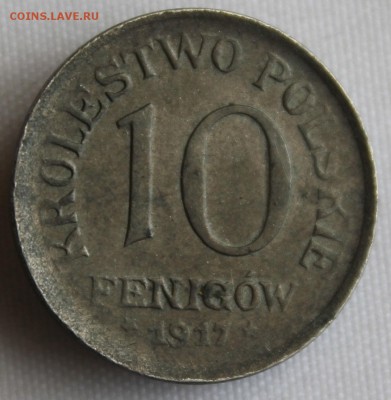 COINS.LAVE.RU
KRÓLESTWO POLSKIE
10
FENIGÓW
* 1917 *